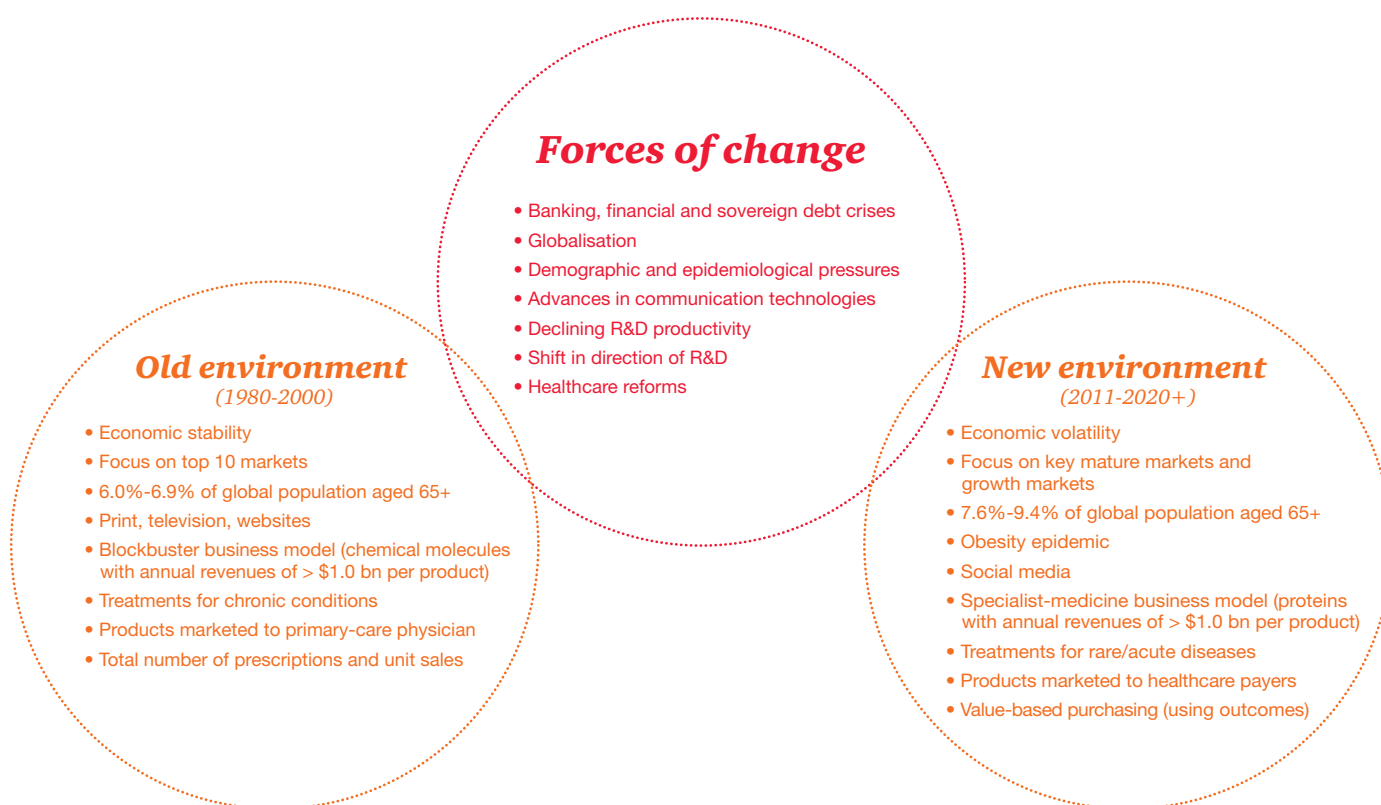 Forces of change
• Banking, financial and sovereign debt crises
• Globalisation
• Demographic and epidemiological pressures
• Advances in communication technologies
• Declining R&D productivity
• Shift in direction of R&D
• Healthcare reforms
Old environment
(1980-2000)
• Economic stability
• Focus on top 10 markets
• 6.0%-6.9% of global population aged 65+
• Print, television, websites
• Blockbuster business model (chemical molecules
with annual revenues of > $1.0 bn per product)
• Treatments for chronic conditions
• Products marketed to primary-care physician
• Total number of prescriptions and unit sales
New environment
(2011-2020+)
• Economic volatility
• Focus on key mature markets and
growth markets
• 7.6%-9.4% of global population aged 65+
• Obesity epidemic
• Social media
• Specialist-medicine business model (proteins
with annual revenues of > $1.0 bn per product)
• Treatments for rare/acute diseases
• Products marketed to healthcare payers
• Value-based purchasing (using outcomes)